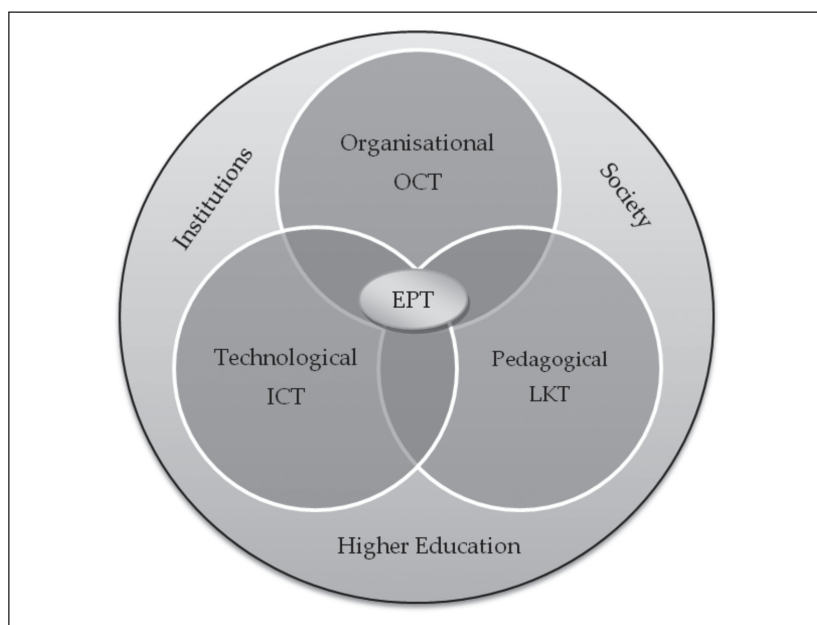 Organisational
OCT
Institutions
Society
EPT
Technological
ICT
Pedagogical
LKT
Higher Education